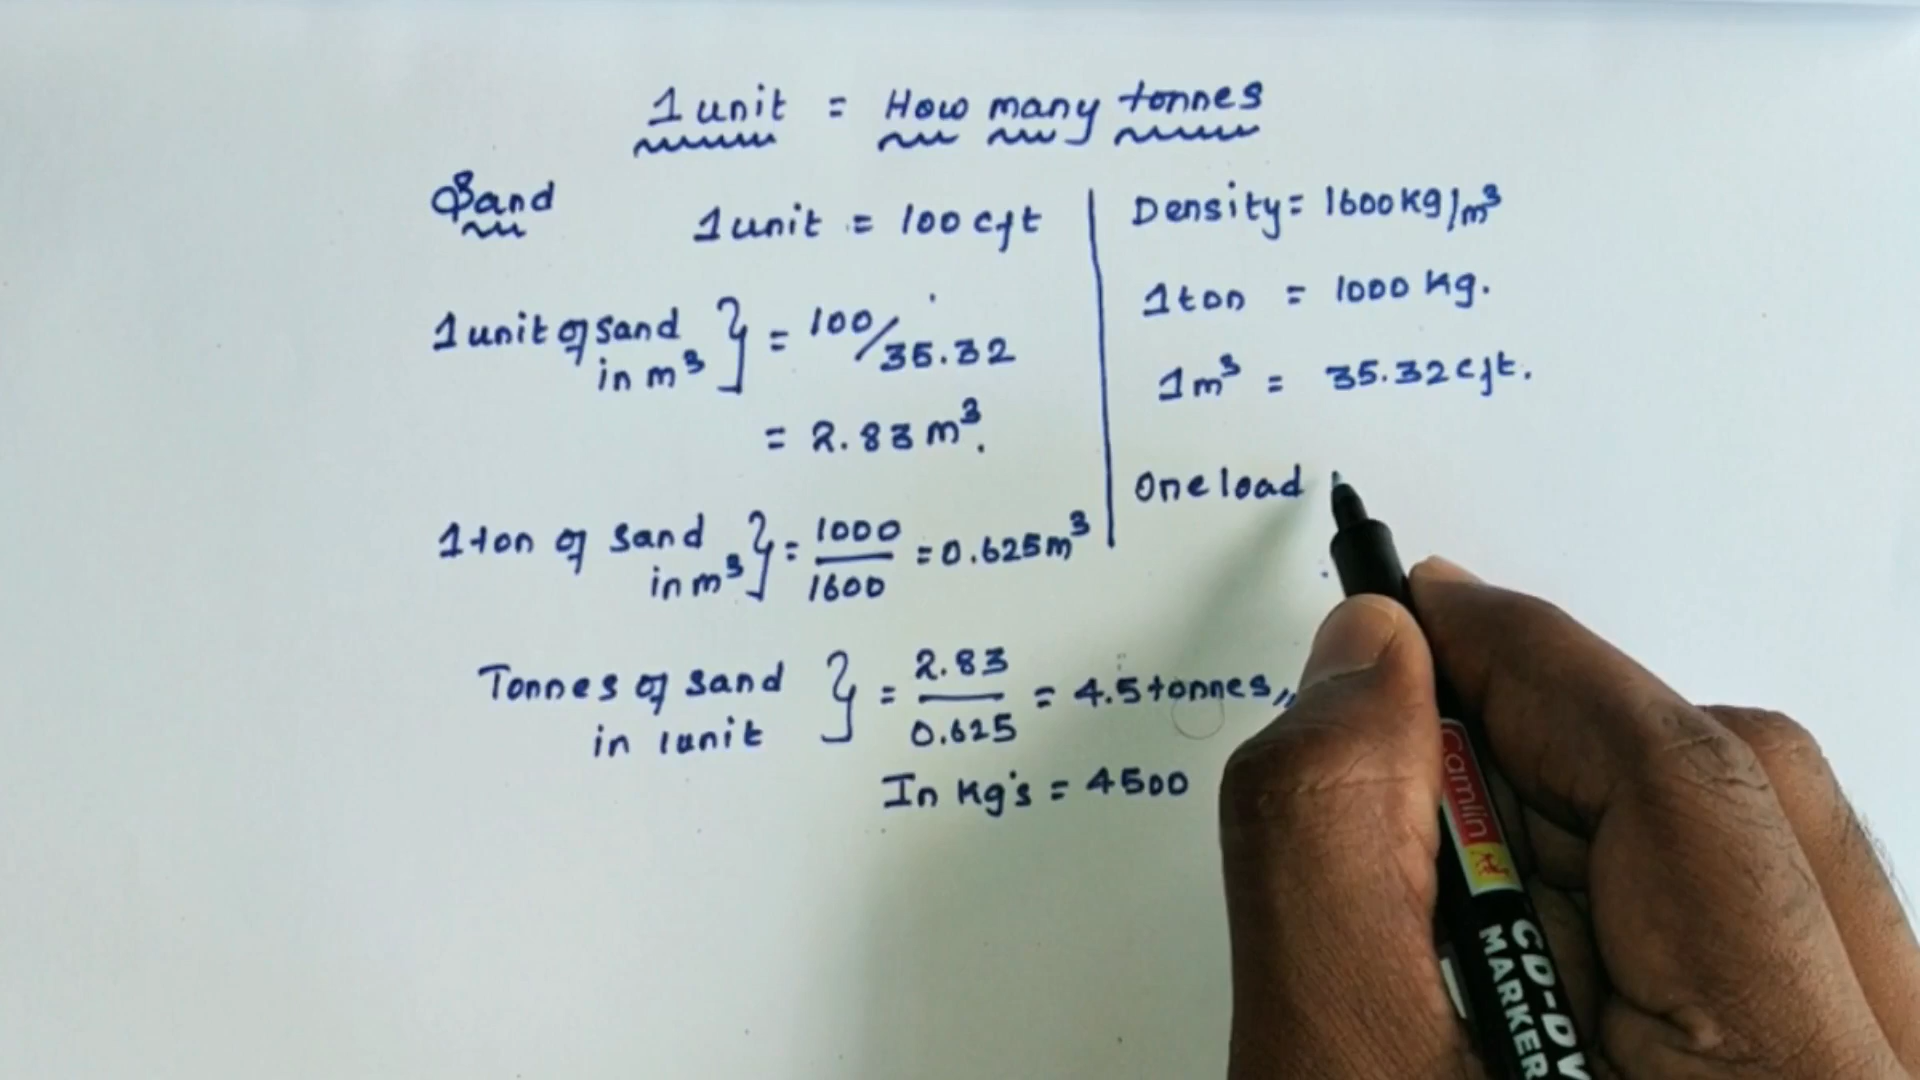 1 unit = How many tonnes
Sand
1 unit = 100 cft
1 unit of sand
in m³ } = 100/35.32
= 2.83 m³.
1 ton of sand
in m³ } = 1000/1600 = 0.625 m³
Tonnes of sand
in 1 unit } = 2.83/0.625 = 4.5 tonnes,,
In Kg's = 4500
Density = 1600 kg/m³
1 ton = 1000 kg.
1 m³ = 35.32 cft.
One load
Camlin
CD-DV
MARKER